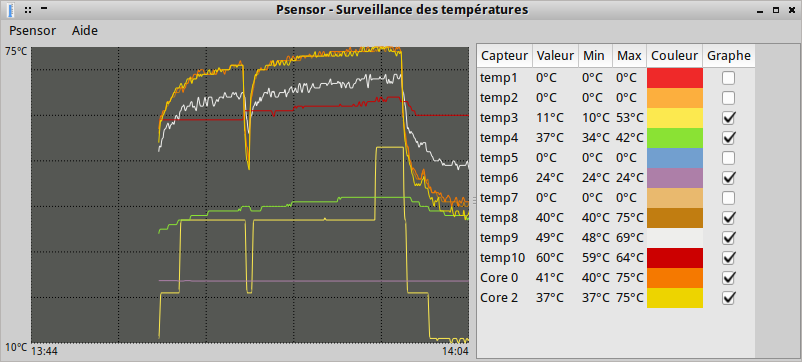 Psensor - Surveillance des températures
Psensor Aide
75°C
10°C
13:44 14:04
Capteur Valeur Min Max Couleur Graphe
temp1 0°C 0°C 0°C
temp2 0°C 0°C 0°C
temp3 11°C 10°C 53°C
temp4 37°C 34°C 42°C
temp5 0°C 0°C 0°C
temp6 24°C 24°C 24°C
temp7 0°C 0°C 0°C
temp8 40°C 40°C 75°C
temp9 49°C 48°C 69°C
temp10 60°C 59°C 64°C
Core 0 41°C 40°C 75°C
Core 2 37°C 37°C 75°C